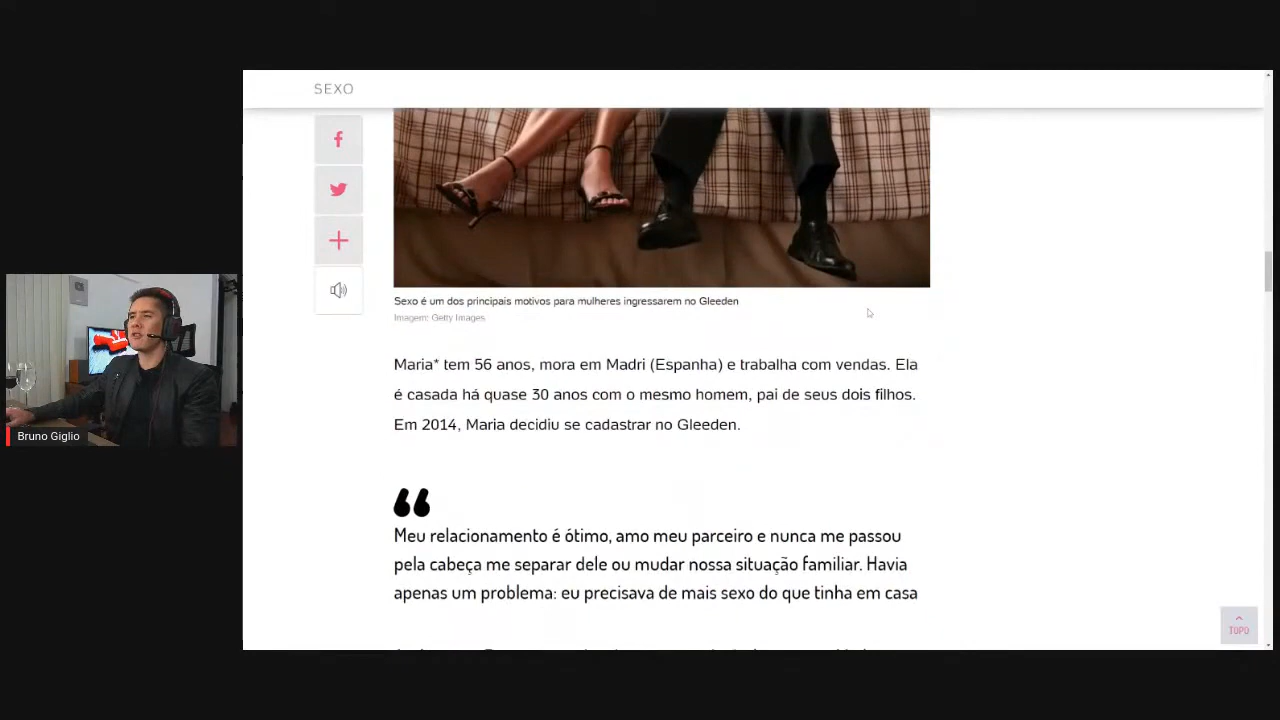 SEXO
Sexo é um dos principais motivos para mulheres ingressarem no Gleeden
Imagem: Getty Images
Maria* tem 56 anos, mora em Madri (Espanha) e trabalha com vendas. Ela
é casada há quase 30 anos com o mesmo homem, pai de seus dois filhos.
Em 2014, Maria decidiu se cadastrar no Gleeden.
“
Meu relacionamento é ótimo, amo meu parceiro e nunca me passou
pela cabeça me separar dele ou mudar nossa situação familiar. Havia
apenas um problema: eu precisava de mais sexo do que tinha em casa
Bruno Giglio
TOPO